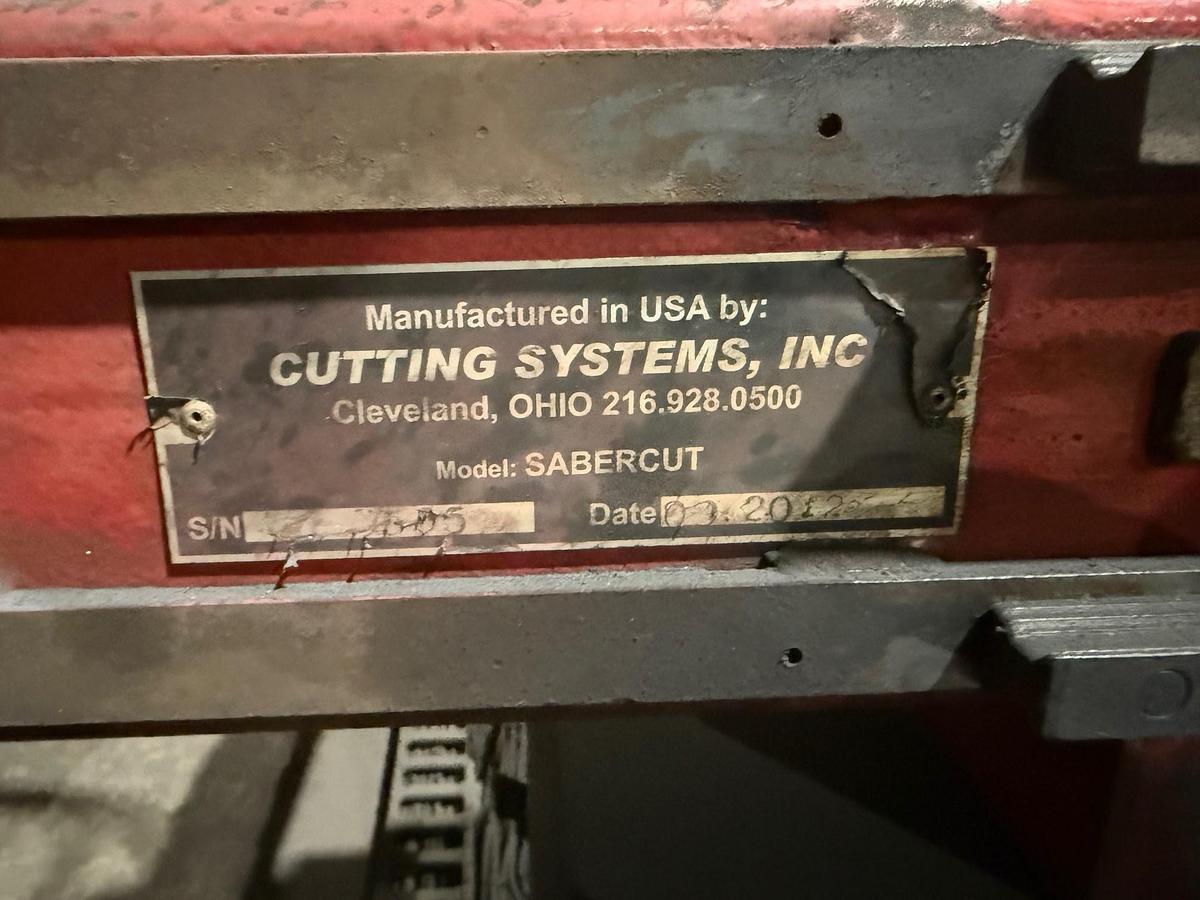 Manufactured in USA by:
CUTTING SYSTEMS, INC
Cleveland, OHIO 216.928.0500
Model: SABERCUT
S/N
Date